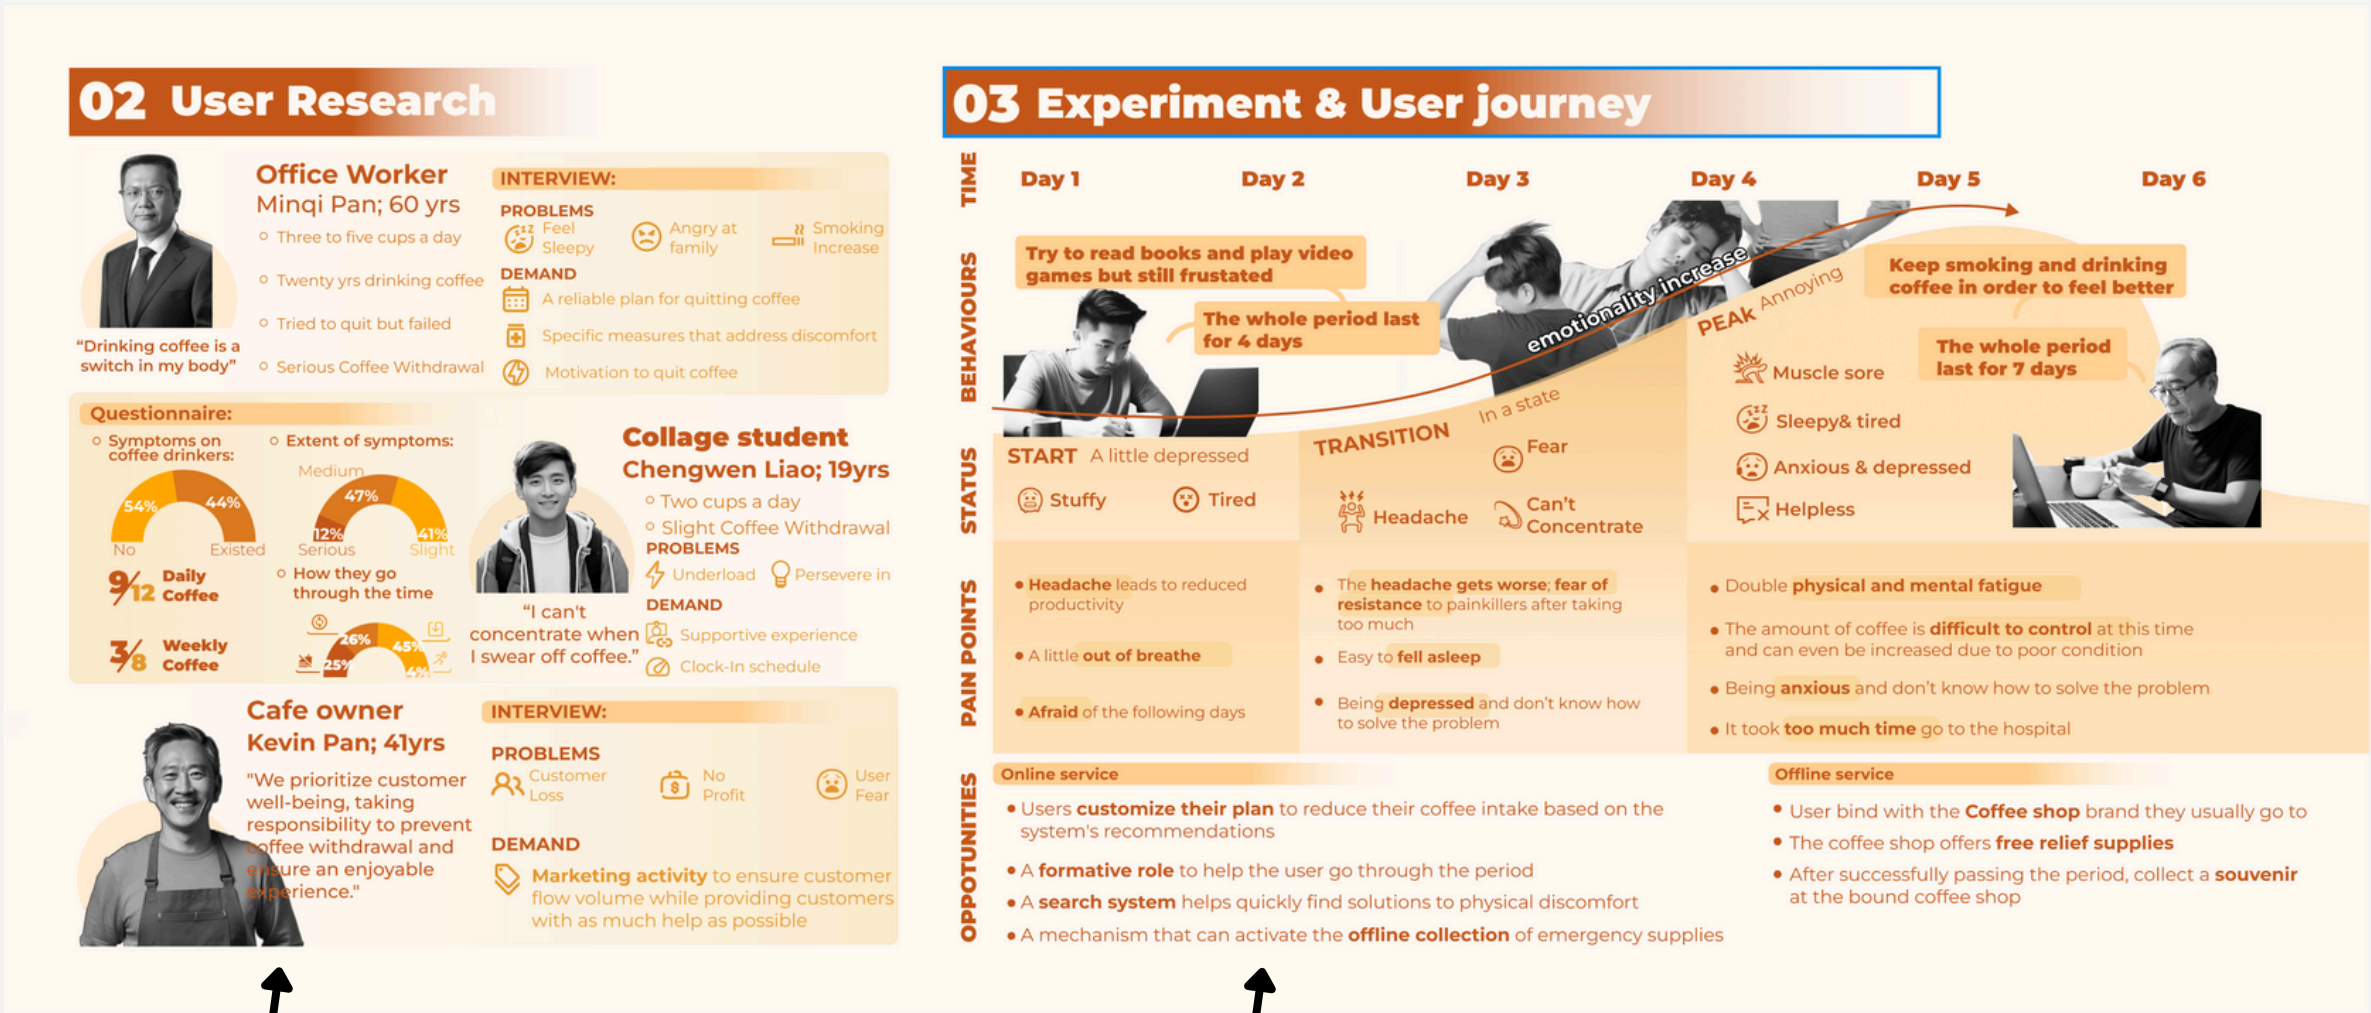 02 User Research
Office Worker
Minqi Pan; 60 yrs
Three to five cups a day
Twenty yrs drinking coffee
Tried to quit but failed
Serious Coffee Withdrawal
“Drinking coffee is a
switch in my body”
INTERVIEW:
PROBLEMS
Feel
Sleepy
Angry at
family
Smoking
Increase
DEMAND
A reliable plan for quitting coffee
Specific measures that address discomfort
Motivation to quit coffee
Questionnaire:
Symptoms on
coffee drinkers:
54%
44%
No
Existed
Extent of symptoms:
Medium
47%
12%
41%
Serious
Slight
9/12
Daily
Coffee
3/8
Weekly
Coffee
How they go
through the time
26%
45%
25%
4%
Collage student
Chengwen Liao; 19yrs
Two cups a day
Slight Coffee Withdrawal
PROBLEMS
Underload
Persevere in
DEMAND
Supportive experience
Clock-In schedule
“I can't
concentrate when
I swear off coffee.”
Cafe owner
Kevin Pan; 41yrs
"We prioritize customer
well-being, taking
responsibility to prevent
coffee withdrawal and
ensure an enjoyable
experience."
INTERVIEW:
PROBLEMS
Customer
Loss
No
Profit
User
Fear
DEMAND
Marketing activity to ensure customer
flow volume while providing customers
with as much help as possible
03 Experiment & User journey
TIME
Day 1
Day 2
Day 3
Day 4
Day 5
Day 6
BEHAVIOURS
Try to read books and play video
games but still frustated
The whole period last
for 4 days
emotionality increase
Keep smoking and drinking
coffee in order to feel better
The whole period
last for 7 days
STATUS
START A little depressed
Stuffy
Tired
TRANSITION In a state
Fear
Headache
Can't
Concentrate
PEAK Annoying
Muscle sore
Sleepy& tired
Anxious & depressed
Helpless
PAIN POINTS
Headache leads to reduced
productivity
A little out of breathe
Afraid of the following days
The headache gets worse; fear of
resistance to painkillers after taking
too much
Easy to fell asleep
Being depressed and don't know how
to solve the problem
Double physical and mental fatigue
The amount of coffee is difficult to control at this time
and can even be increased due to poor condition
Being anxious and don't know how to solve the problem
It took too much time go to the hospital
OPPOTUNITIES
Online service
Users customize their plan to reduce their coffee intake based on the
system's recommendations
A formative role to help the user go through the period
A search system helps quickly find solutions to physical discomfort
A mechanism that can activate the offline collection of emergency supplies
Offline service
User bind with the Coffee shop brand they usually go to
The coffee shop offers free relief supplies
After successfully passing the period, collect a souvenir
at the bound coffee shop